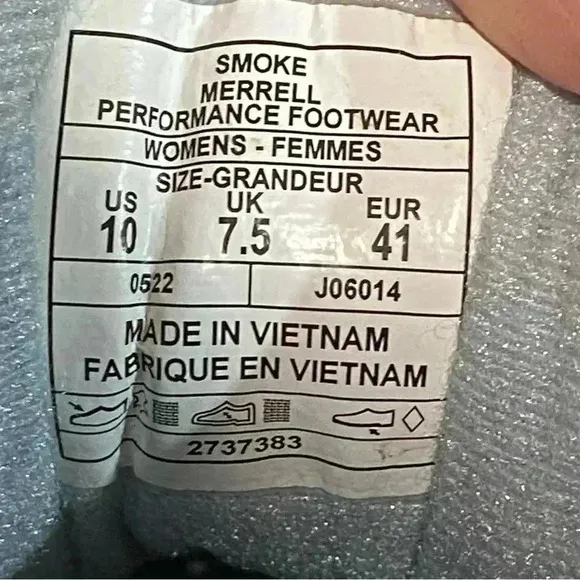 SMOKE
MERRELL
PERFORMANCE FOOTWEAR
WOMENS - FEMMES
SIZE-GRANDEUR
US UK EUR
10 7.5 41
0522 J06014
MADE IN VIETNAM
FABRIQUE EN VIETNAM
2737383